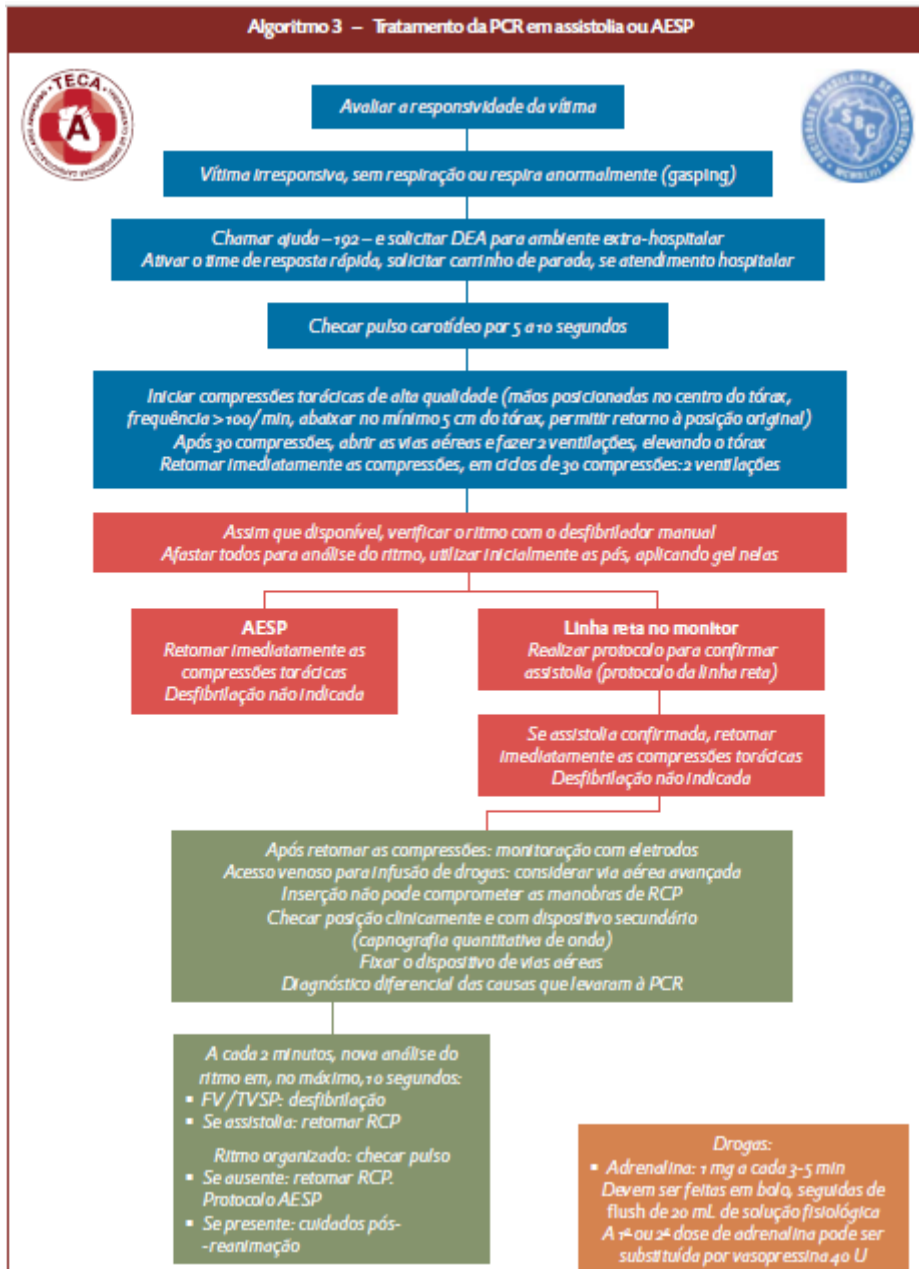 Algoritmo 3 – Tratamento da PCR em assistolia ou AESP
TECA
A
SBC
Avaliar a responsividade da vítima
Vítima irresponsiva, sem respiração ou respira anormalmente (gasping)
Chamar ajuda – 192 – e solicitar DEA para ambiente extra-hospitalar
Ativar o time de resposta rápida, solicitar carrinho de parada, se atendimento hospitalar
Checar pulso carotídeo por 5 a 10 segundos
Iniciar compressões torácicas de alta qualidade (mãos posicionadas no centro do tórax,
frequência >100/min, abaixar no mínimo 5 cm do tórax, permitir retorno à posição original)
Após 30 compressões, abrir as vias aéreas e fazer 2 ventilações, elevando o tórax
Retomar imediatamente as compressões, em ciclos de 30 compressões:2 ventilações
Assim que disponível, verificar o ritmo com o desfibrilador manual
Afastar todos para análise do ritmo, utilizar inicialmente as pás, aplicando gel nelas
AESP
Retomar imediatamente as
compressões torácicas
Desfibrilação não indicada
Linha reta no monitor
Realizar protocolo para confirmar
assistolia (protocolo da linha reta)
Se assistolia confirmada, retomar
imediatamente as compressões torácicas
Desfibrilação não indicada
Após retomar as compressões: monitoração com eletrodos
Acesso venoso para infusão de drogas: considerar via aérea avançada
Inserção não pode comprometer as manobras de RCP
Checar posição clinicamente e com dispositivo secundário
(capnografia quantitativa de onda)
Fixar o dispositivo de vias aéreas
Diagnóstico diferencial das causas que levaram à PCR
A cada 2 minutos, nova análise do
ritmo em, no máximo, 10 segundos:
▪ FV/TVSP: desfibrilação
▪ Se assistolia: retomar RCP
Ritmo organizado: checar pulso
▪ Se ausente: retomar RCP.
Protocolo AESP
▪ Se presente: cuidados pós-
-reanimação
Drogas:
▪ Adrenalina: 1 mg a cada 3-5 min
Devem ser feitas em bolo, seguidas de
flush de 20 mL de solução fisiológica
A 1ª ou 2ª dose de adrenalina pode ser
substituída por vasopressina 40 U